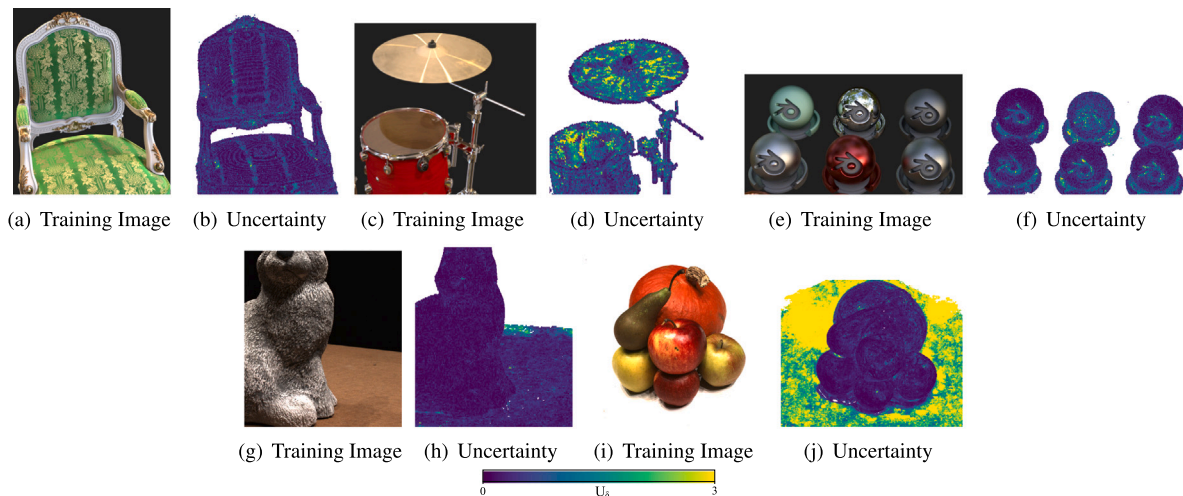 (a) Training Image (b) Uncertainty (c) Training Image (d) Uncertainty (e) Training Image (f) Uncertainty
(g) Training Image (h) Uncertainty (i) Training Image (j) Uncertainty
0 3